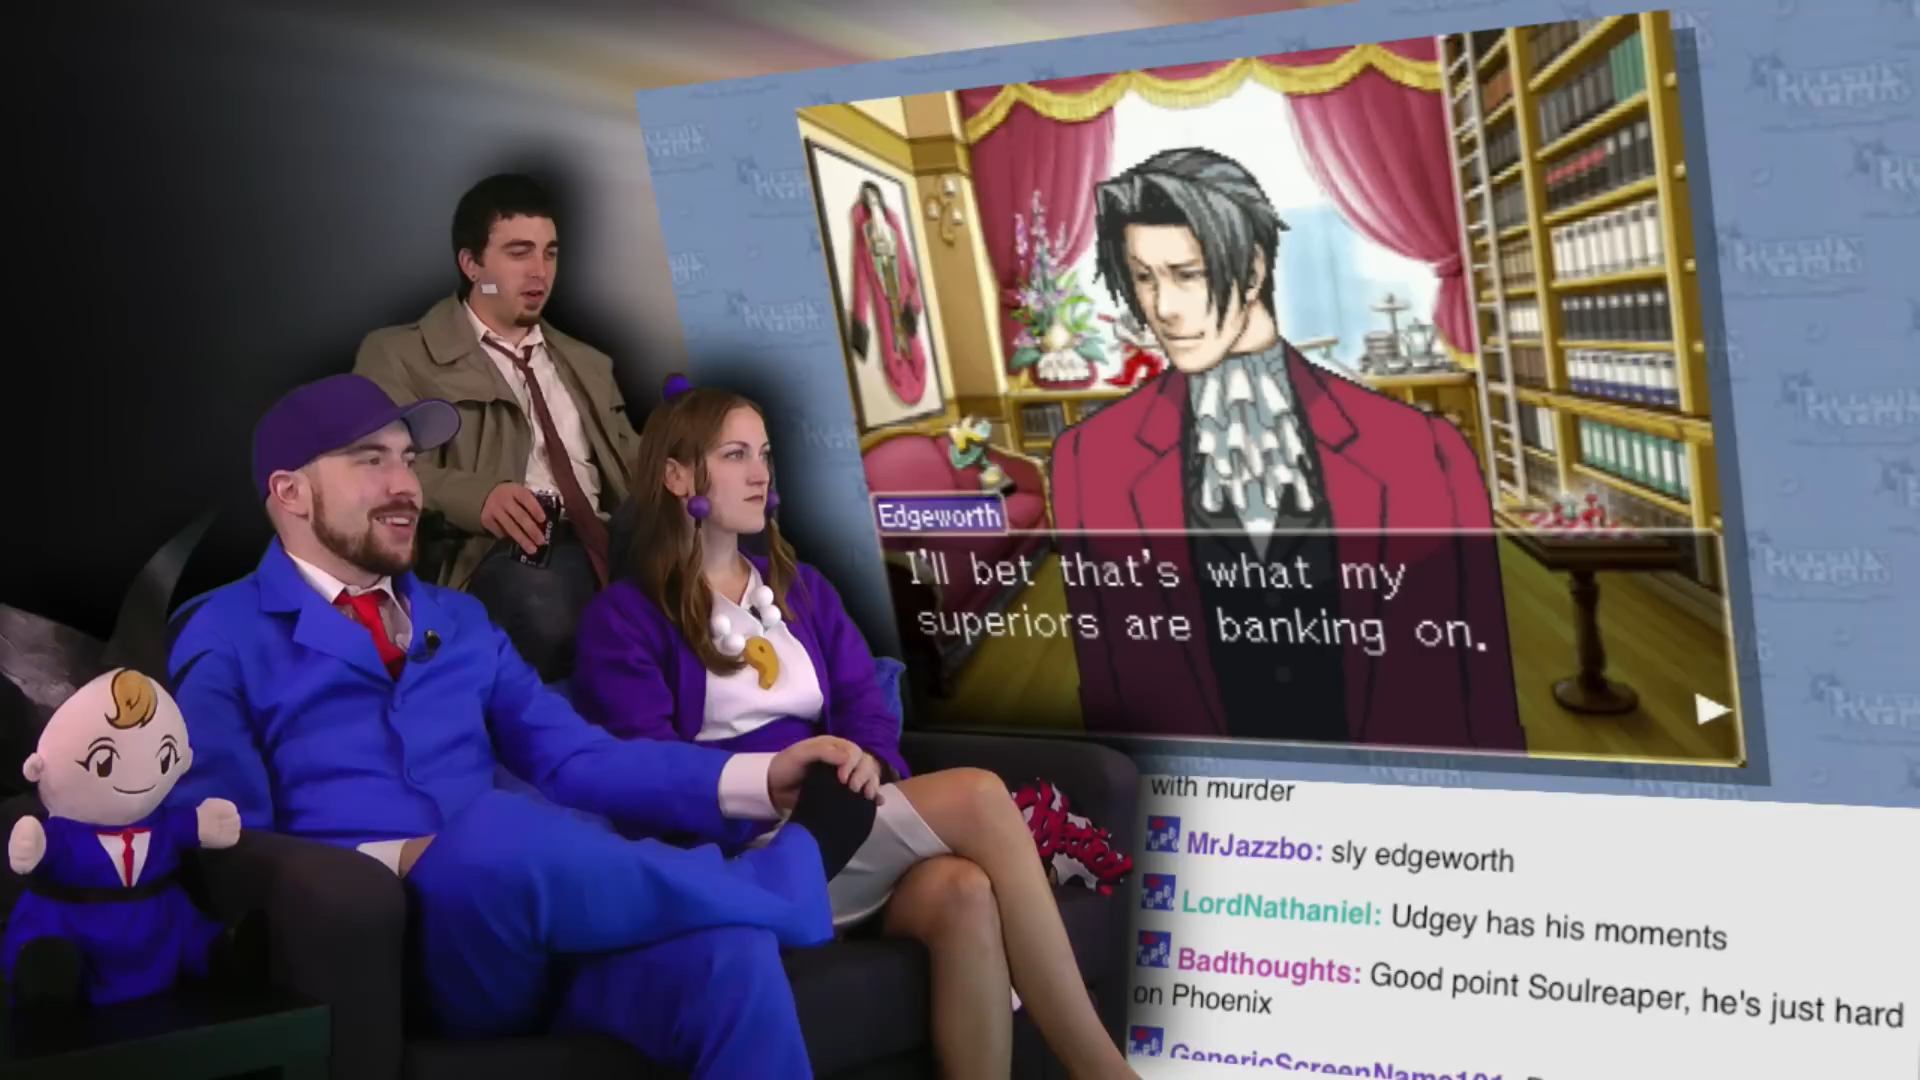 Edgeworth
I'll bet that's what my
superiors are banking on.
with murder
MrJazzbo: sly edgeworth
LordNathaniel: Udgey has his moments
Badthoughts: Good point Soulreaper, he's just hard
on Phoenix
GenericScreenName101: